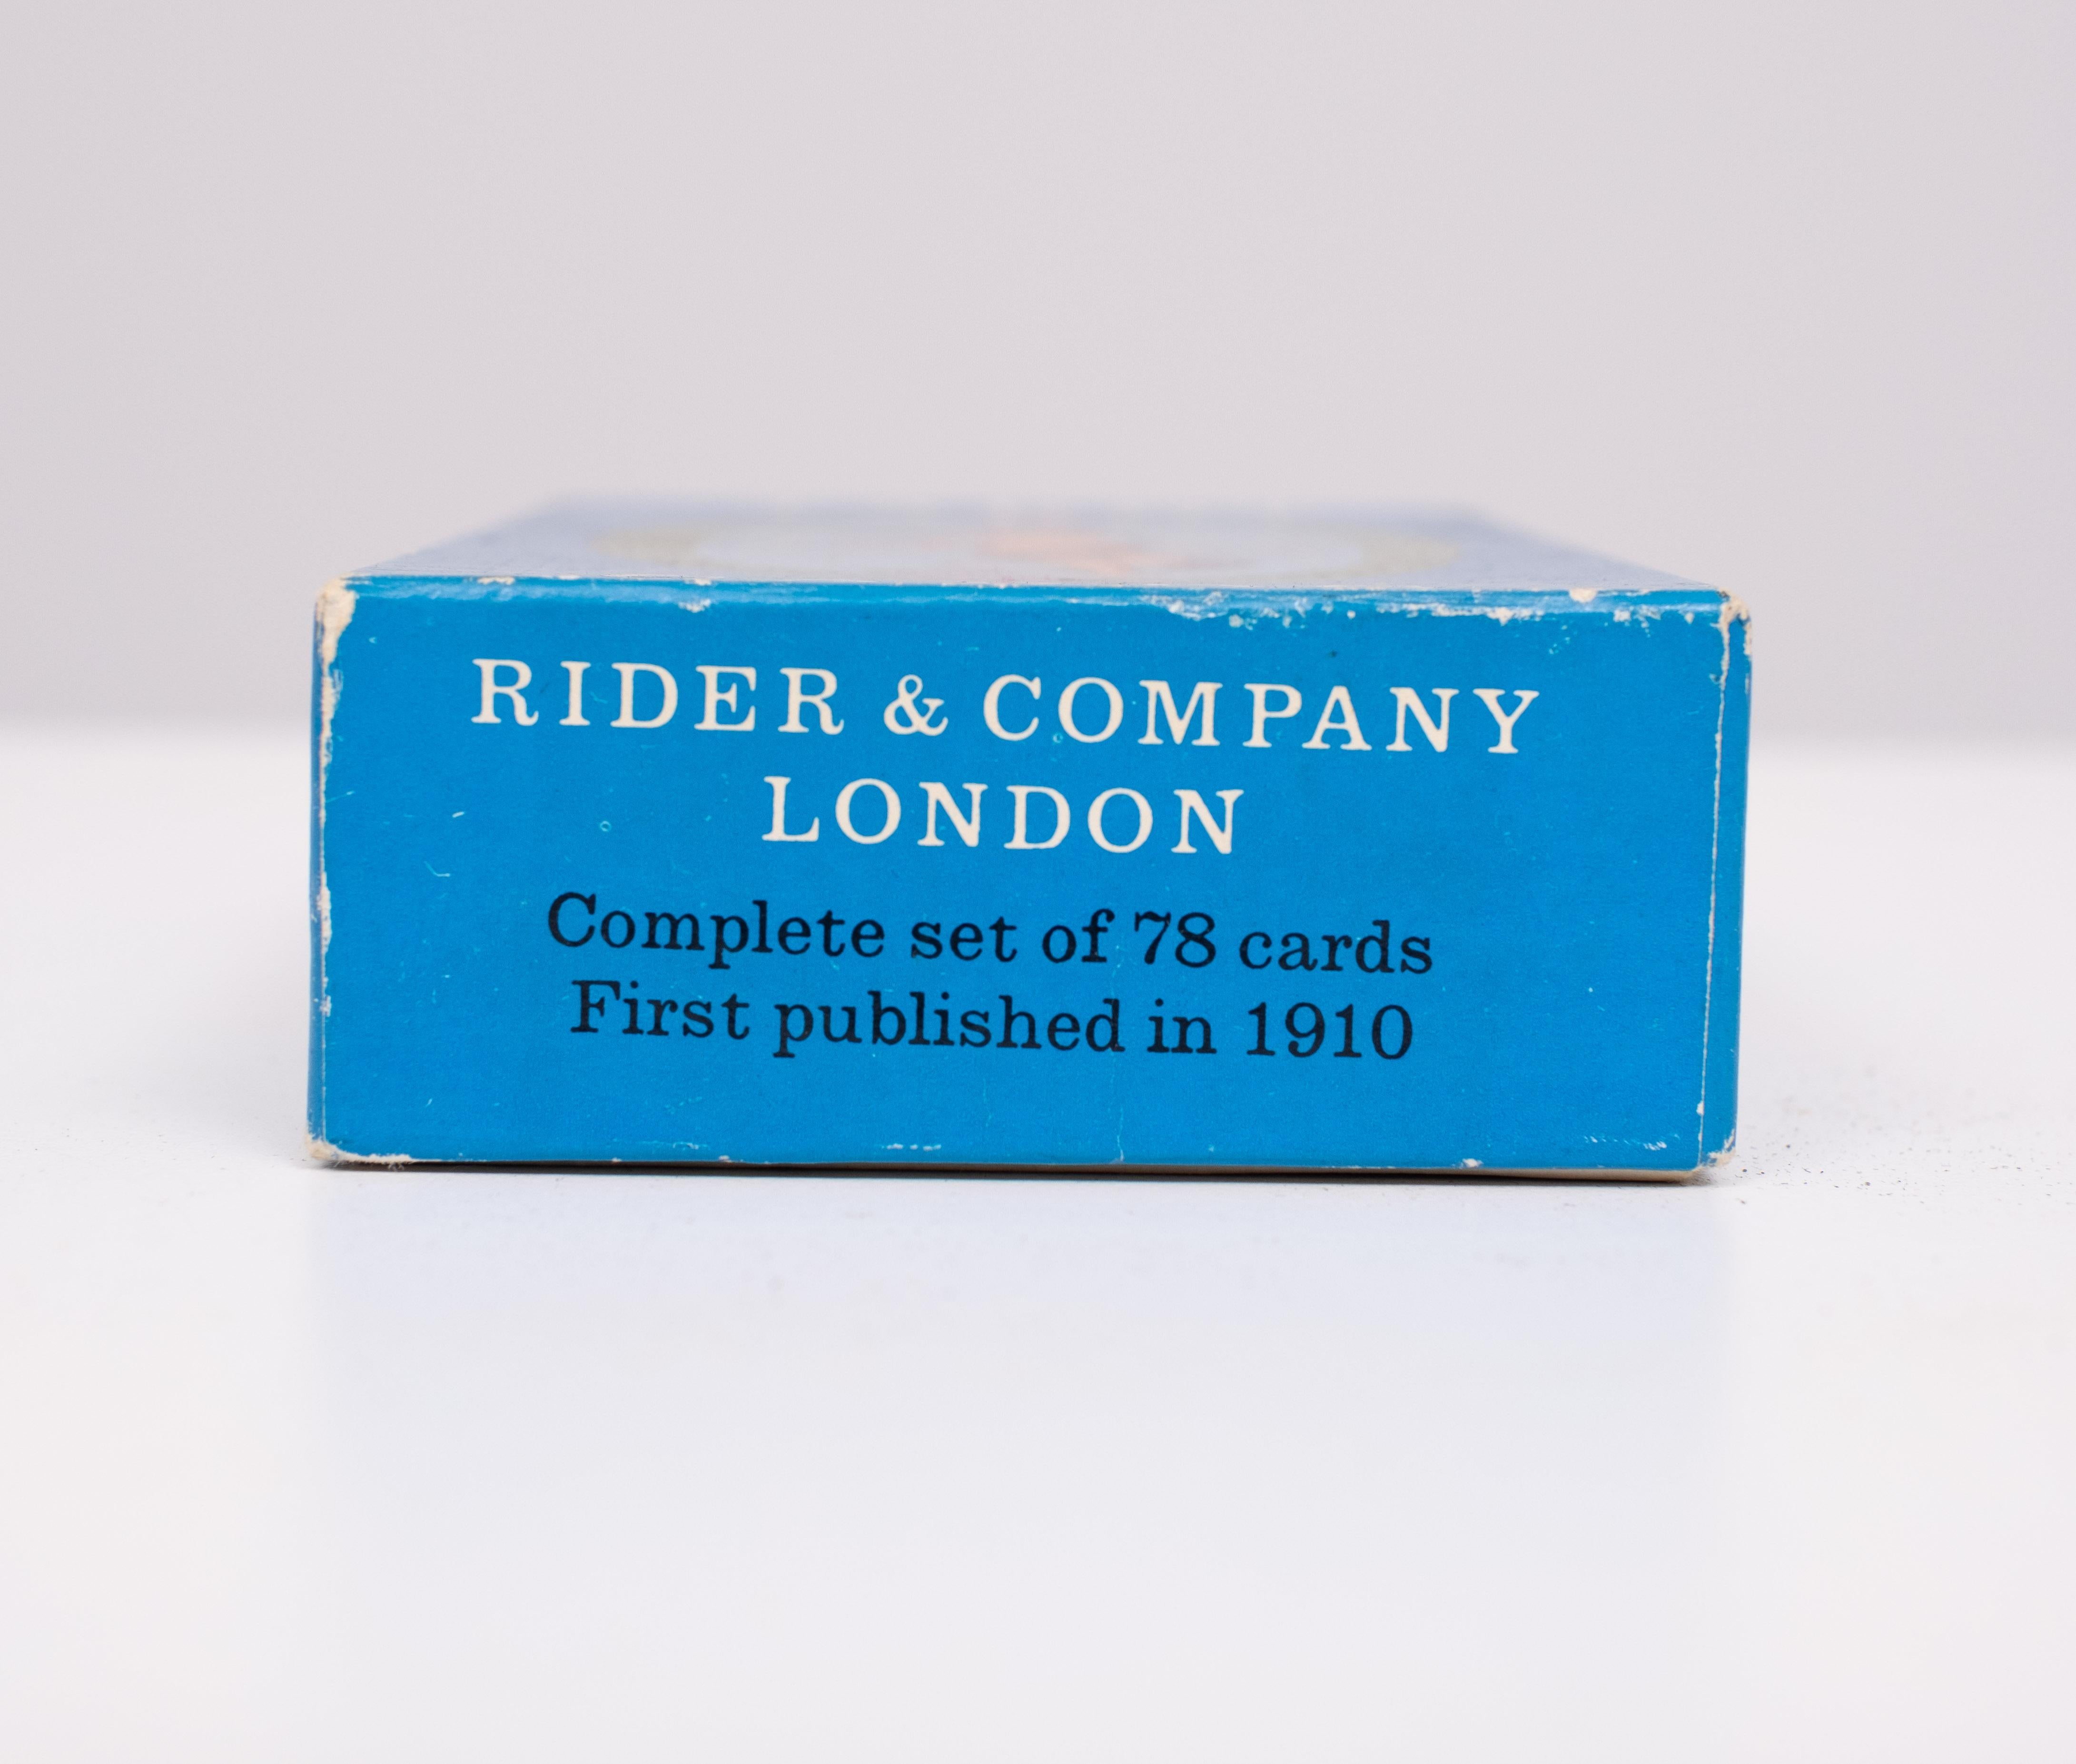 RIDER & COMPANY
LONDON
Complete set of 78 cards
First published in 1910